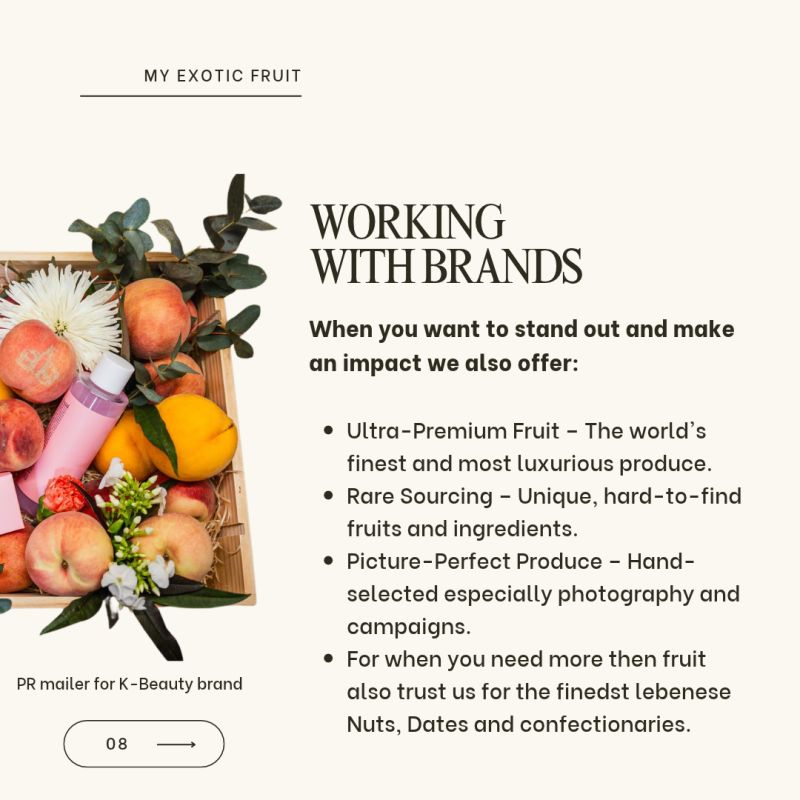 MY EXOTIC FRUIT
WORKING
WITH BRANDS
When you want to stand out and make
an impact we also offer:
• Ultra-Premium Fruit – The world's
finest and most luxurious produce.
• Rare Sourcing – Unique, hard-to-find
fruits and ingredients.
• Picture-Perfect Produce – Hand-
selected especially photography and
campaigns.
• For when you need more then fruit
also trust us for the finedst lebenese
Nuts, Dates and confectionaries.
PR mailer for K-Beauty brand
08